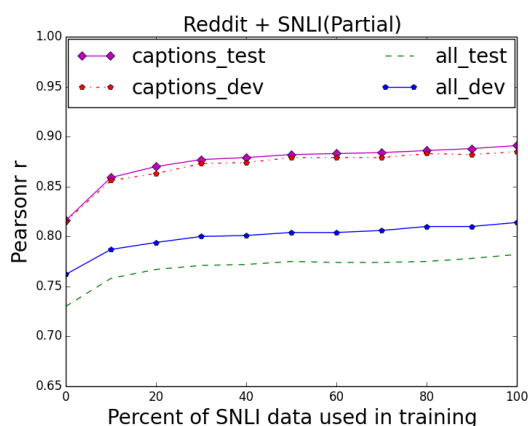 Reddit + SNLI(Partial)
captions_test
all_test
captions_dev
all_dev
1.00
0.95
0.90
0.85
0.80
0.75
0.70
0.65
Pearsonr r
0 20 40 60 80 100
Percent of SNLI data used in training